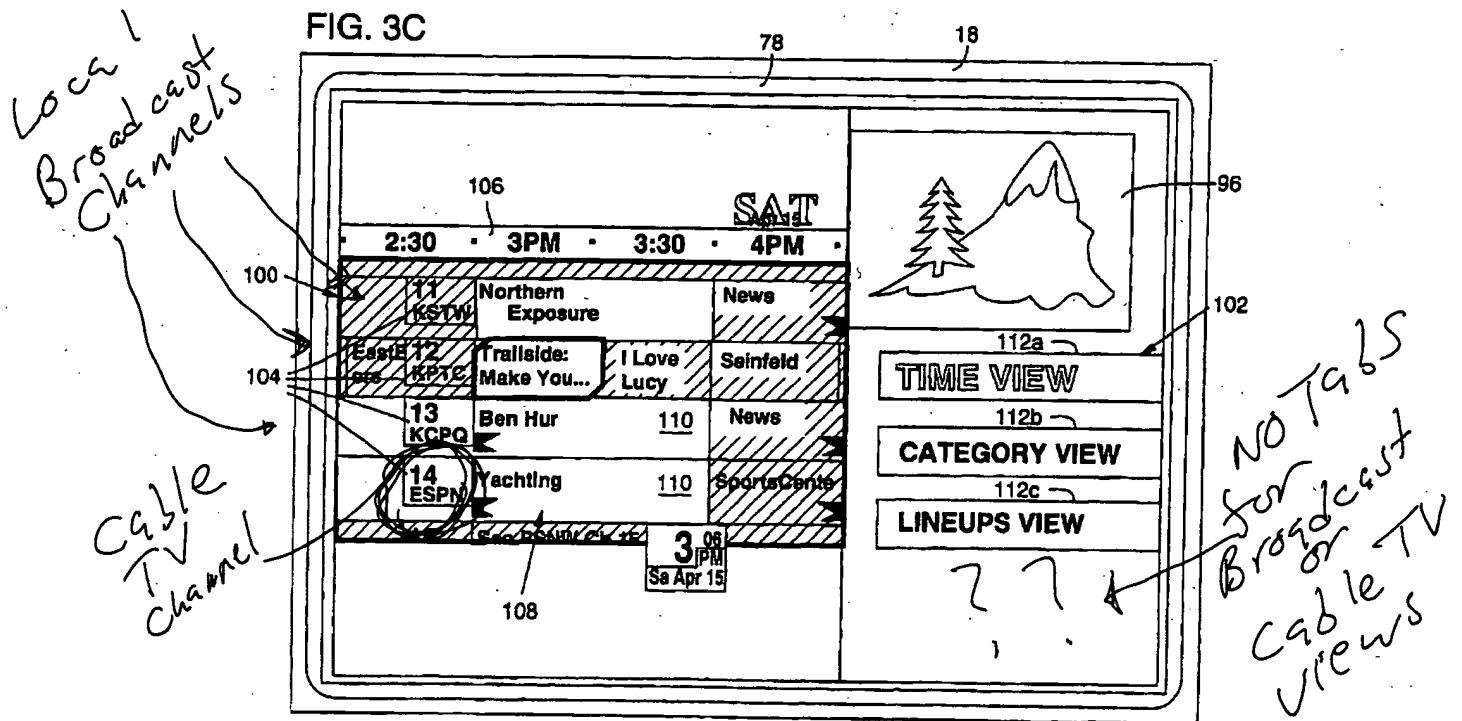 FIG. 3C
78
18
Local
Broadcast
Channels
106
SAT
96
2:30 · 3PM · 3:30 · 4PM
100
11
KSTW
Northern
Exposure
News
102
104
12
KPTC
Trailside:
Make You...
I Love
Lucy
Seinfeld
112a
TIME VIEW
13
KCPQ
Ben Hur
110
News
112b
CATEGORY VIEW
14
ESPN
Yachting
110
SportsCente
112c
LINEUPS VIEW
3 06
PM
Sa Apr 15
108
Cable
TV
Channel
NO Tabs
for
Broadcast
or
Cable TV
views
? ?